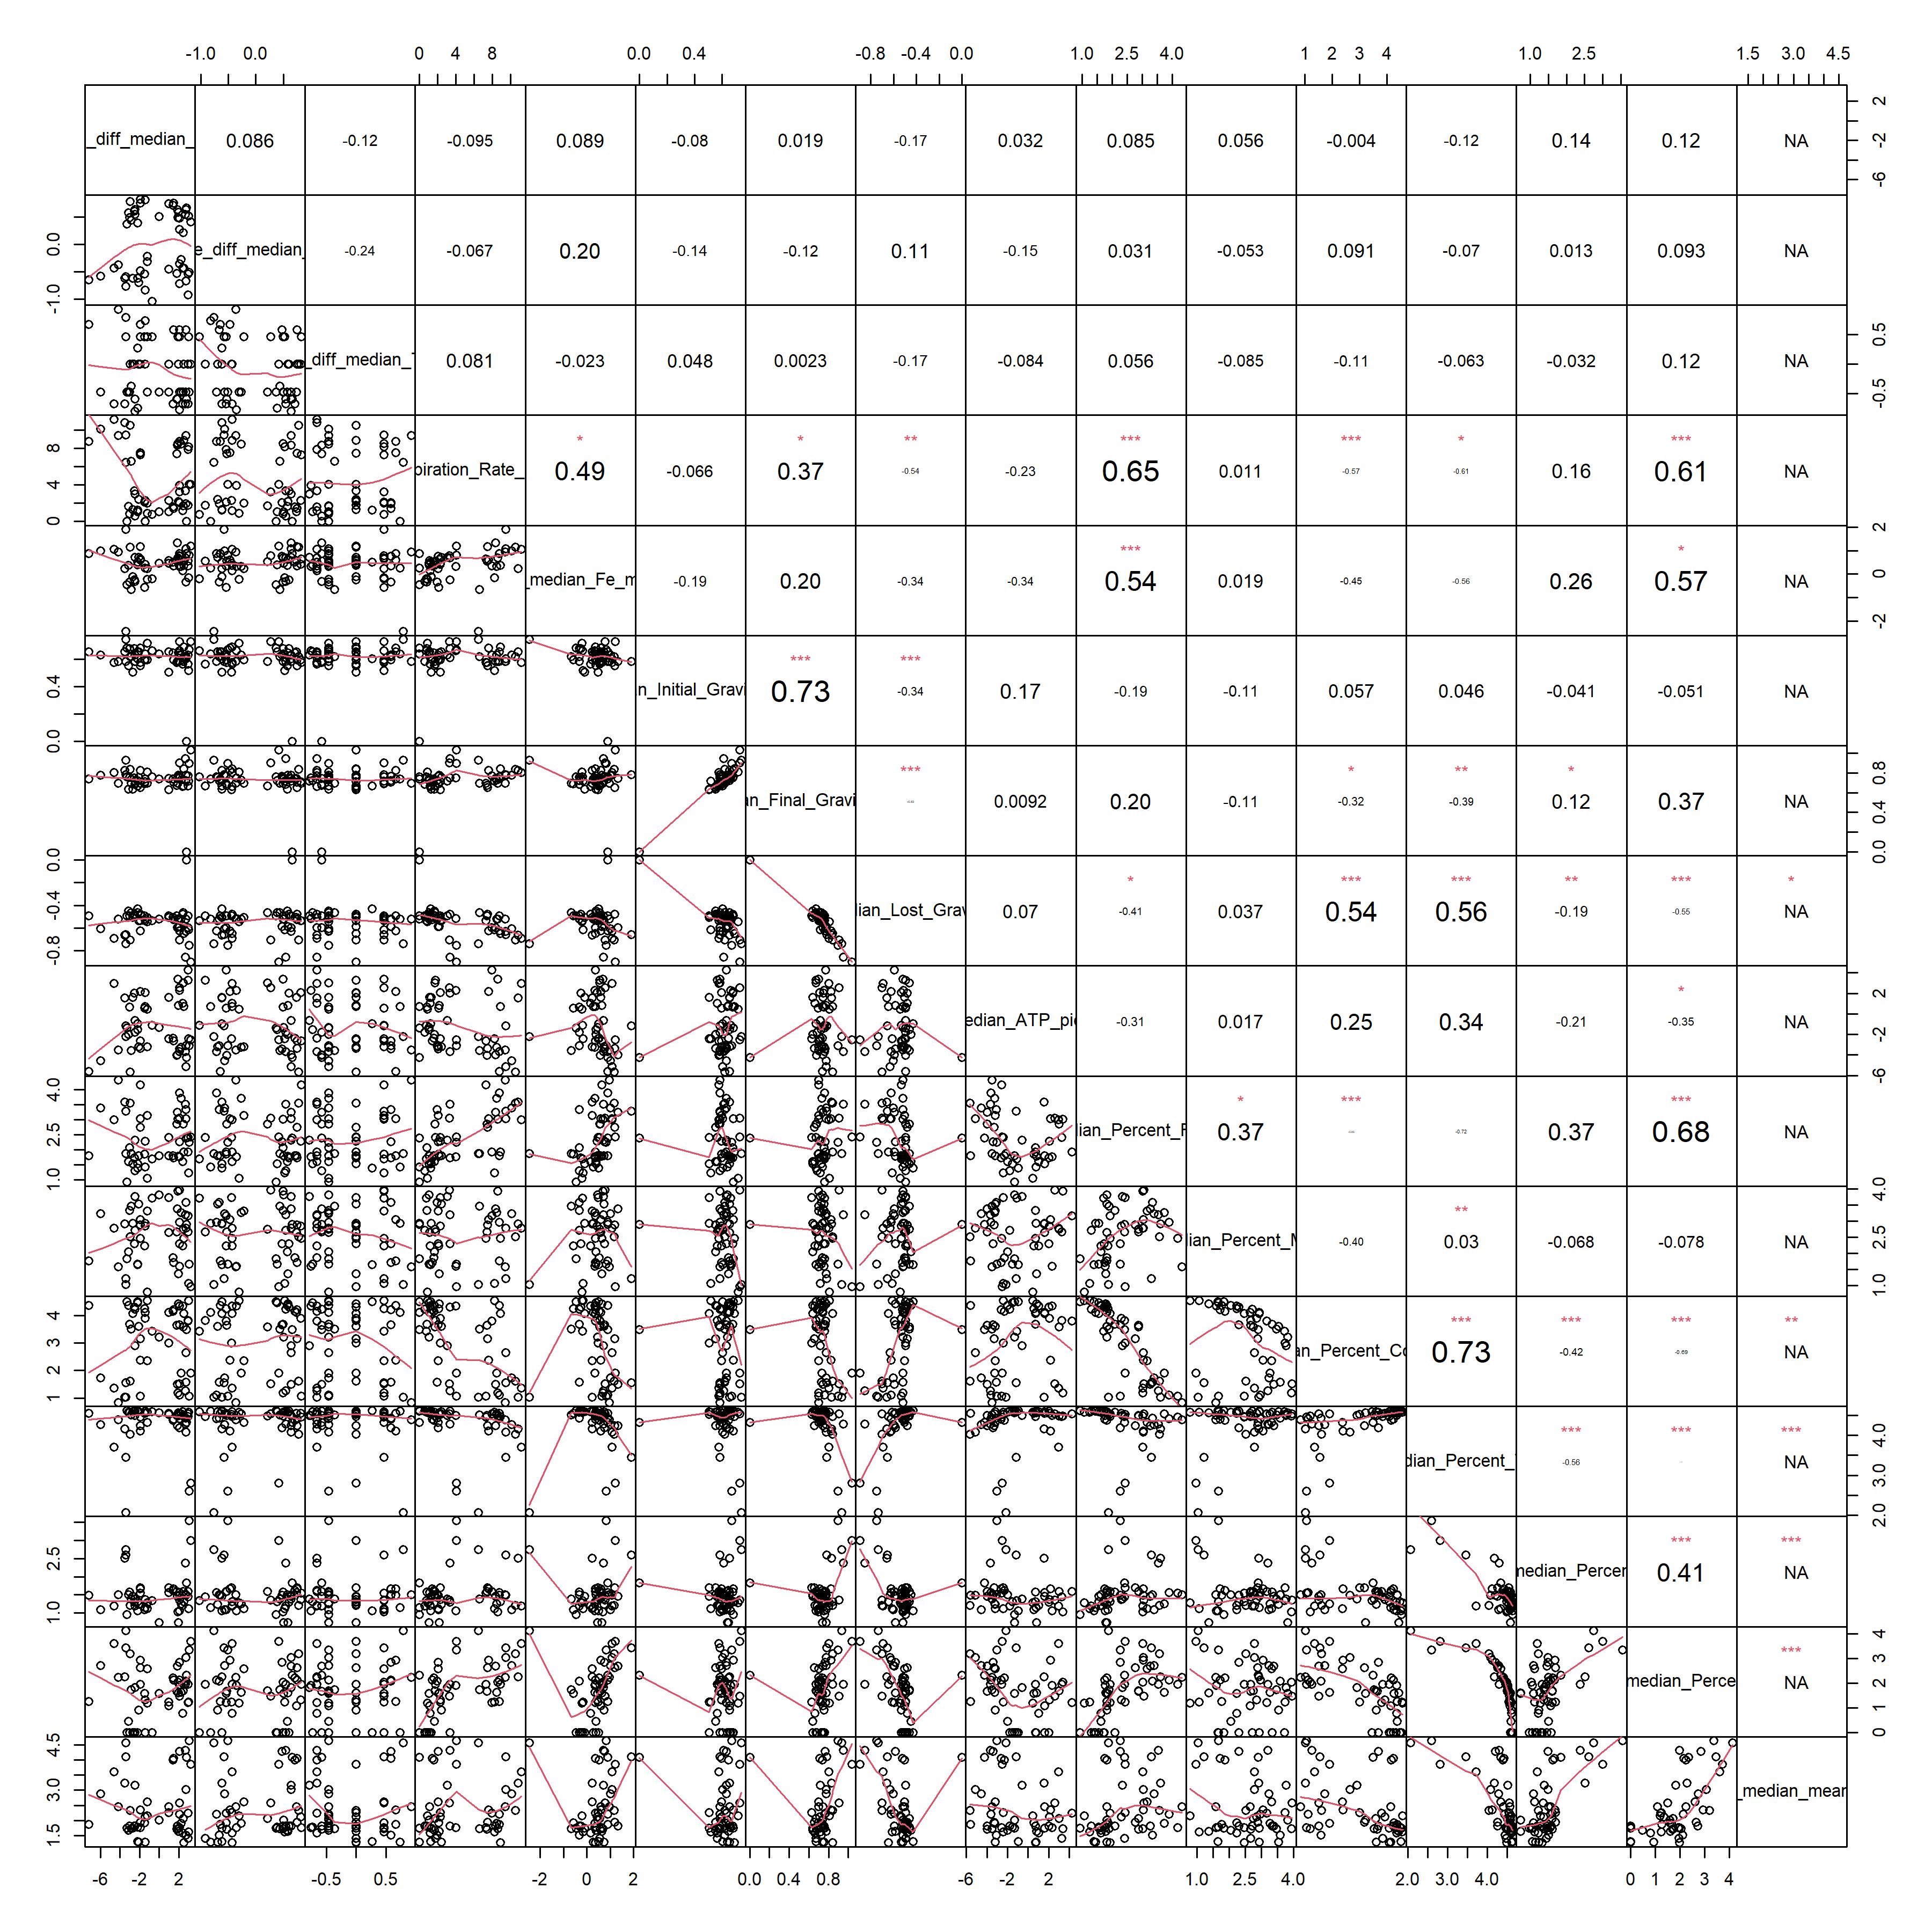 -1.0 0.0 0 4 8 0.0 0.4 -0.8 -0.4 0.0 1.0 2.5 4.0 1 2 3 4 1.0 2.5 1.5 3.0 4.5
_diff_median_ 0.086 -0.12 -0.095 0.089 -0.08 0.019 -0.17 0.032 0.085 0.056 -0.004 -0.12 0.14 0.12 NA -6 -2 2
-1.0 0.0 e_diff_median_ -0.24 -0.067 0.20 -0.14 -0.12 0.11 -0.15 0.031 -0.053 0.091 -0.07 0.013 0.093 NA
_diff_median_ 0.081 -0.023 0.048 0.0023 -0.17 -0.084 0.056 -0.085 -0.11 -0.063 -0.032 0.12 NA -0.5 0.5
* * ** *** *** * ***
0 4 8 piration_Rate_ 0.49 -0.066 0.37 -0.54 -0.23 0.65 0.011 -0.57 -0.61 0.16 0.61 NA
*** *
_median_Fe_m -0.19 0.20 -0.34 -0.34 0.54 0.019 -0.45 -0.56 0.26 0.57 NA -2 0 2
*** ***
0.0 0.4 n_Initial_Gravi 0.73 -0.34 0.17 -0.19 -0.11 0.057 0.046 -0.041 -0.051 NA
*** * ** *
an_Final_Gravi 0.0092 0.20 -0.11 -0.32 -0.39 0.12 0.37 NA 0.0 0.4 0.8
* *** *** ** *** *
-0.8 -0.4 0.0 lian_Lost_Grav 0.07 -0.41 0.037 0.54 0.56 -0.19 -0.55 NA
*
edian_ATP_pic -0.31 0.017 0.25 0.34 -0.21 -0.35 NA -6 -2 2
* *** ***
1.0 2.5 4.0 lian_Percent_F 0.37 -0.72 0.37 0.68 NA
**
lian_Percent_M -0.40 0.03 -0.068 -0.078 NA 1.0 2.5 4.0
*** *** *** **
1 2 3 4 an_Percent_Co 0.73 -0.42 -0.69 NA
*** *** ***
dian_Percent_ -0.56 NA 2.0 3.0 4.0
*** ***
1.0 2.5 median_Percer 0.41 NA
***
median_Perce NA 0 1 2 3 4
1.5 3.0 4.5 _median_mear
-6 -2 2 -0.5 0.5 -2 0 2 0.0 0.4 0.8 -6 -2 2 1.0 2.5 4.0 2.0 3.0 4.0 0 1 2 3 4